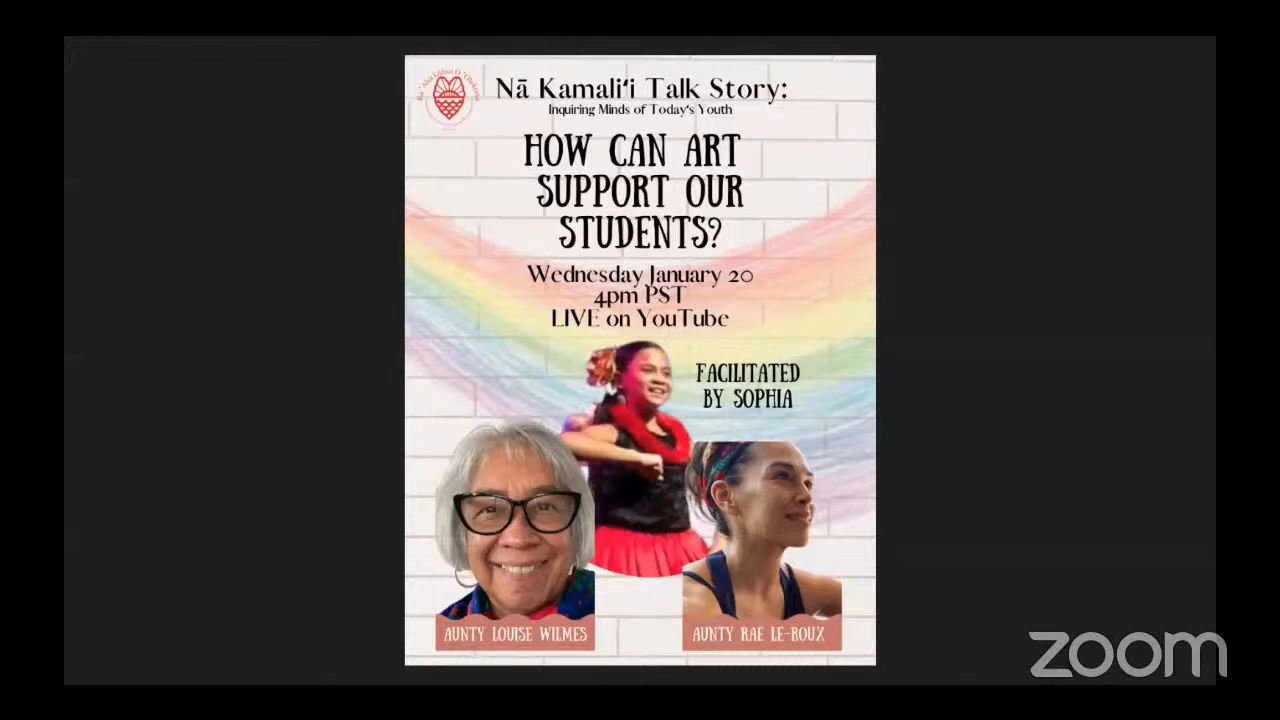 Nā Kamali'i Talk Story:
Inquiring Minds of Today's Youth
HOW CAN ART
SUPPORT OUR
STUDENTS?
Wednesday January 20
4pm PST
LIVE on YouTube
FACILITATED
BY SOPHIA
AUNTY LOUISE WILMES
AUNTY RAE LE-ROUX
zoom